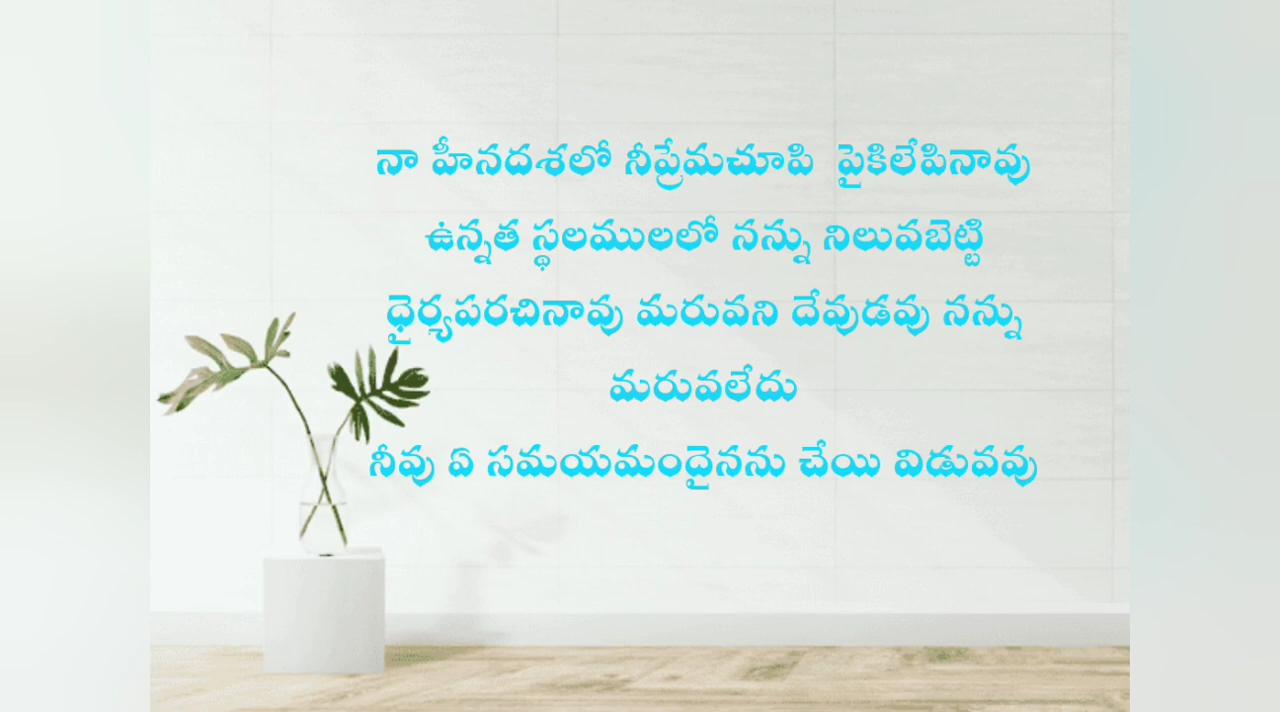 నా హీనదశలో నీప్రేమచూపి పైకిలేపినావు
ఉన్నత స్థలములలో నన్ను నిలువబెట్టి
ధైర్యపరచినావు మరువని దేవుడవు నన్ను
మరువలేదు
నీవు ఏ సమయమందైనను చేయి విడువవు